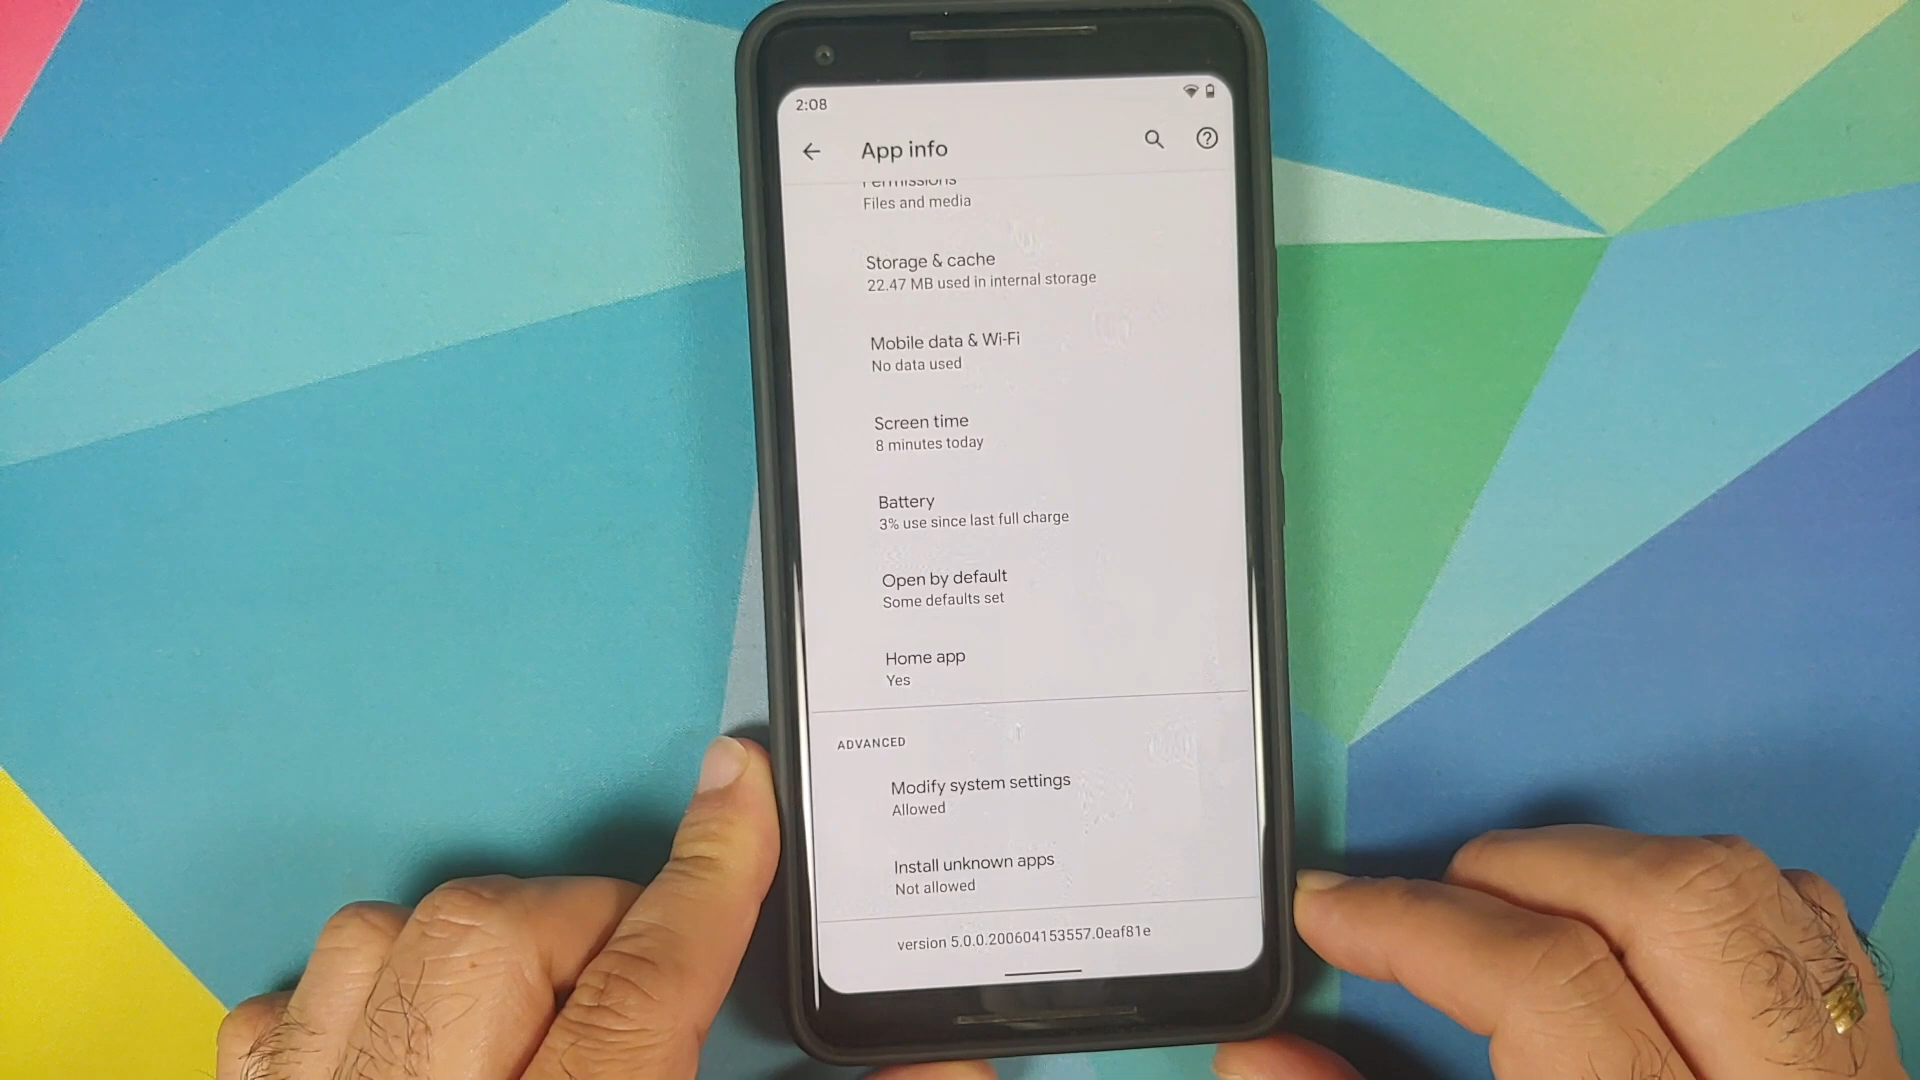 2:08
App info
Permissions
Files and media
Storage & cache
22.47 MB used in internal storage
Mobile data & Wi-Fi
No data used
Screen time
8 minutes today
Battery
3% use since last full charge
Open by default
Some defaults set
Home app
Yes
ADVANCED
Modify system settings
Allowed
Install unknown apps
Not allowed
version 5.0.0.200604153557.0eaf81e